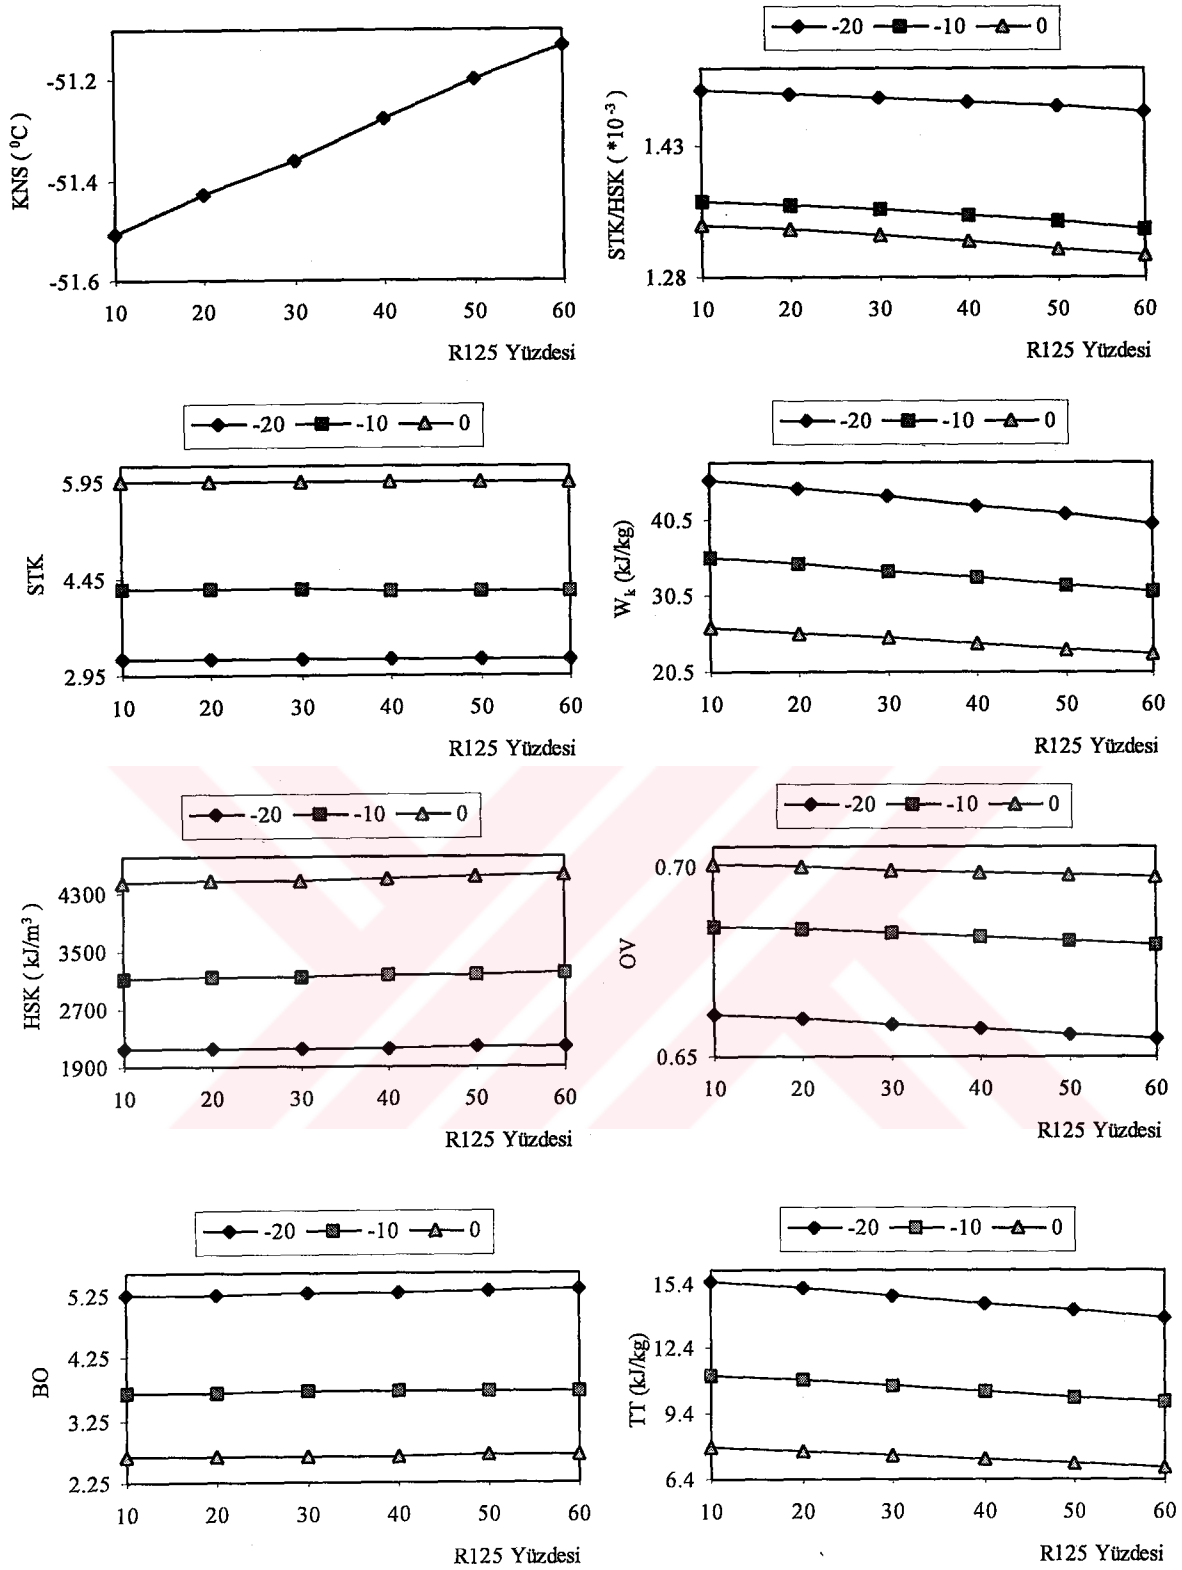 KNS ( ⁰C)
-51.2
-51.4
-51.6
10 20 30 40 50 60
R125 Yüzdesi
-20 -10 0
STK/HSK ( *10⁻³ )
1.43
1.28
10 20 30 40 50 60
R125 Yüzdesi
-20 -10 0
STK
5.95
4.45
2.95
10 20 30 40 50 60
R125 Yüzdesi
-20 -10 0
Wₖ (kJ/kg)
40.5
30.5
20.5
10 20 30 40 50 60
R125 Yüzdesi
-20 -10 0
HSK ( kJ/m³ )
4300
3500
2700
1900
10 20 30 40 50 60
R125 Yüzdesi
-20 -10 0
OV
0.70
0.65
10 20 30 40 50 60
R125 Yüzdesi
-20 -10 0
BO
5.25
4.25
3.25
2.25
10 20 30 40 50 60
R125 Yüzdesi
-20 -10 0
TT (kJ/kg)
15.4
12.4
9.4
6.4
10 20 30 40 50 60
R125 Yüzdesi